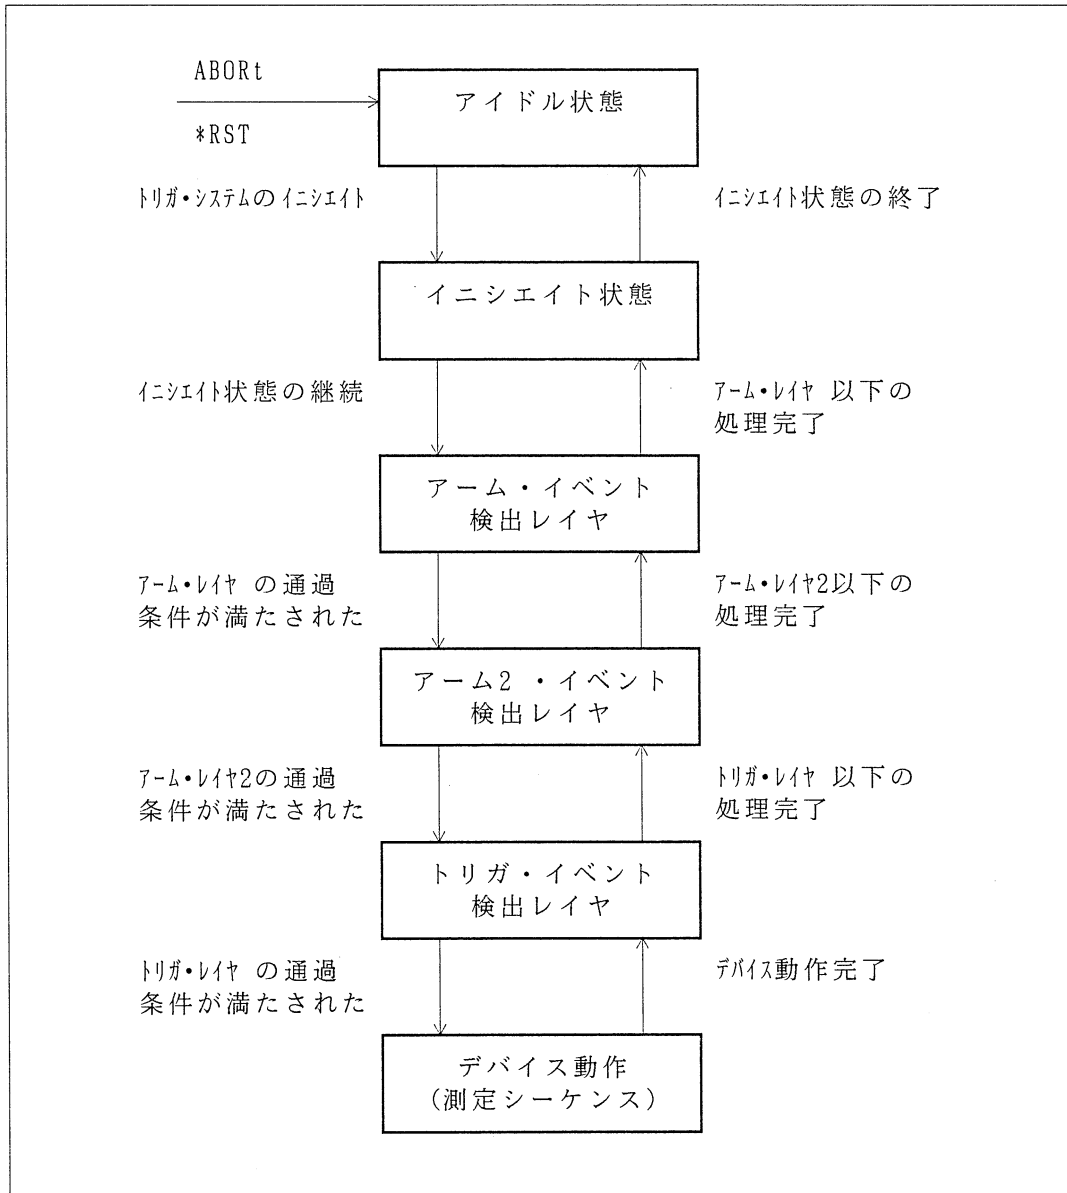 ABORt
アイドル状態
*RST
トリガ・システムのイニシエイト
イニシエイト状態の終了
イニシエイト状態
イニシエイト状態の継続
アーム・レイヤ 以下の
処理完了
アーム・イベント
検出レイヤ
アーム・レイヤ の通過
条件が満たされた
アーム・レイヤ2以下の
処理完了
アーム2 ・イベント
検出レイヤ
アーム・レイヤ2の通過
条件が満たされた
トリガ・レイヤ 以下の
処理完了
トリガ・イベント
検出レイヤ
トリガ・レイヤ の通過
条件が満たされた
デバイス動作完了
デバイス動作
(測定シーケンス)